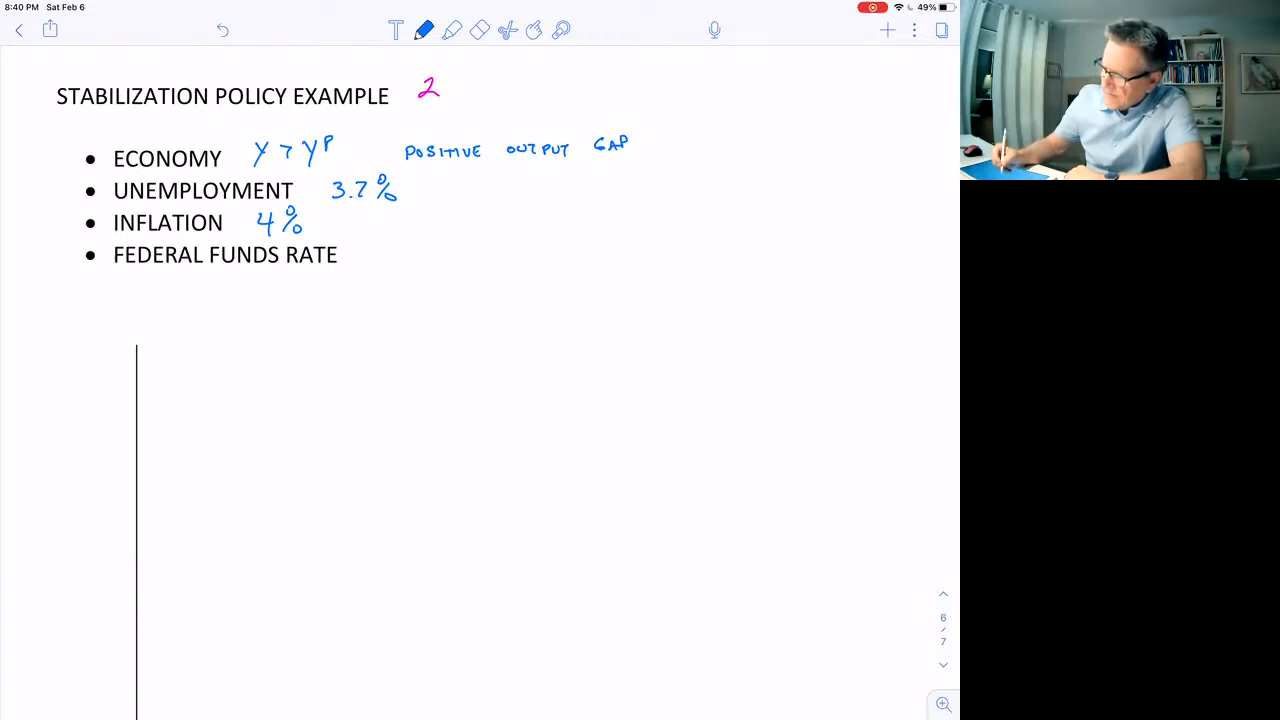 8:40 PM Sat Feb 6
49%
STABILIZATION POLICY EXAMPLE 2
• ECONOMY Y > Y^P POSITIVE OUTPUT GAP
• UNEMPLOYMENT 3.7%
• INFLATION 4%
• FEDERAL FUNDS RATE
6
7